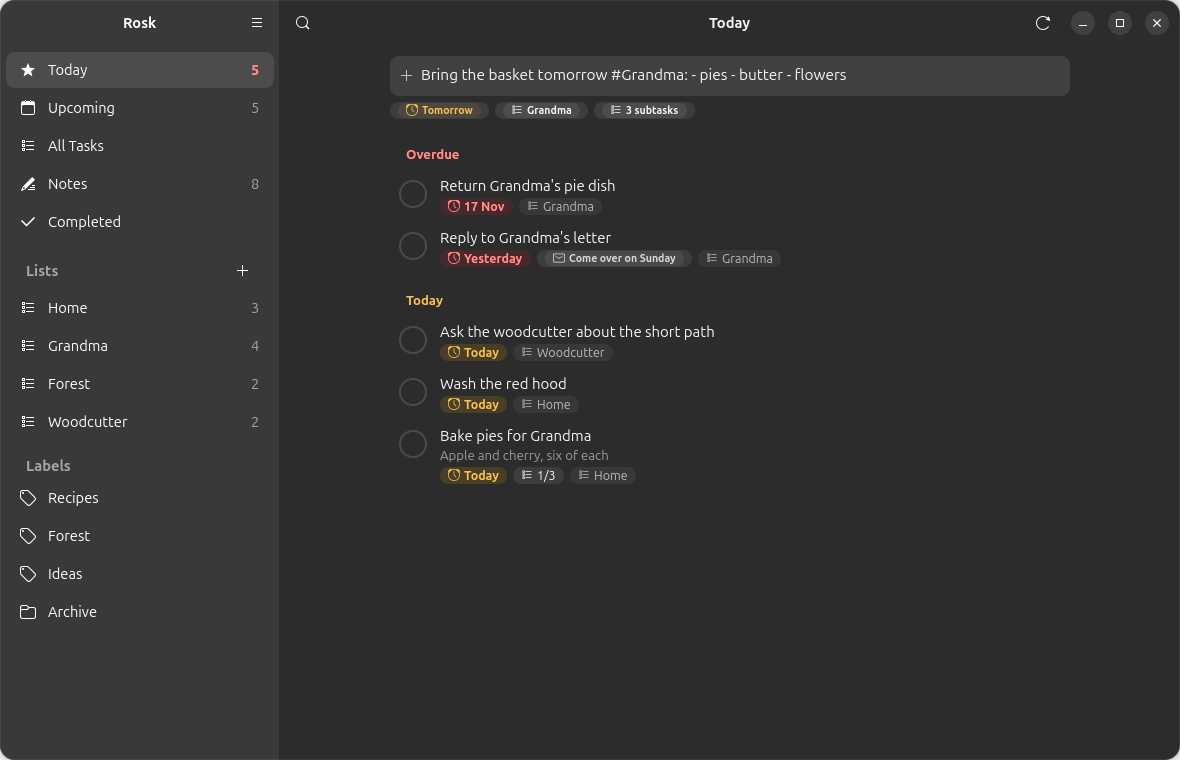 Rosk
Today 5
Upcoming 5
All Tasks
Notes 8
Completed
Lists
Home 3
Grandma 4
Forest 2
Woodcutter 2
Labels
Recipes
Forest
Ideas
Archive
Today
Bring the basket tomorrow #Grandma: - pies - butter - flowers
Tomorrow Grandma 3 subtasks
Overdue
Return Grandma's pie dish
17 Nov Grandma
Reply to Grandma's letter
Yesterday Come over on Sunday Grandma
Today
Ask the woodcutter about the short path
Today Woodcutter
Wash the red hood
Today Home
Bake pies for Grandma
Apple and cherry, six of each
Today 1/3 Home